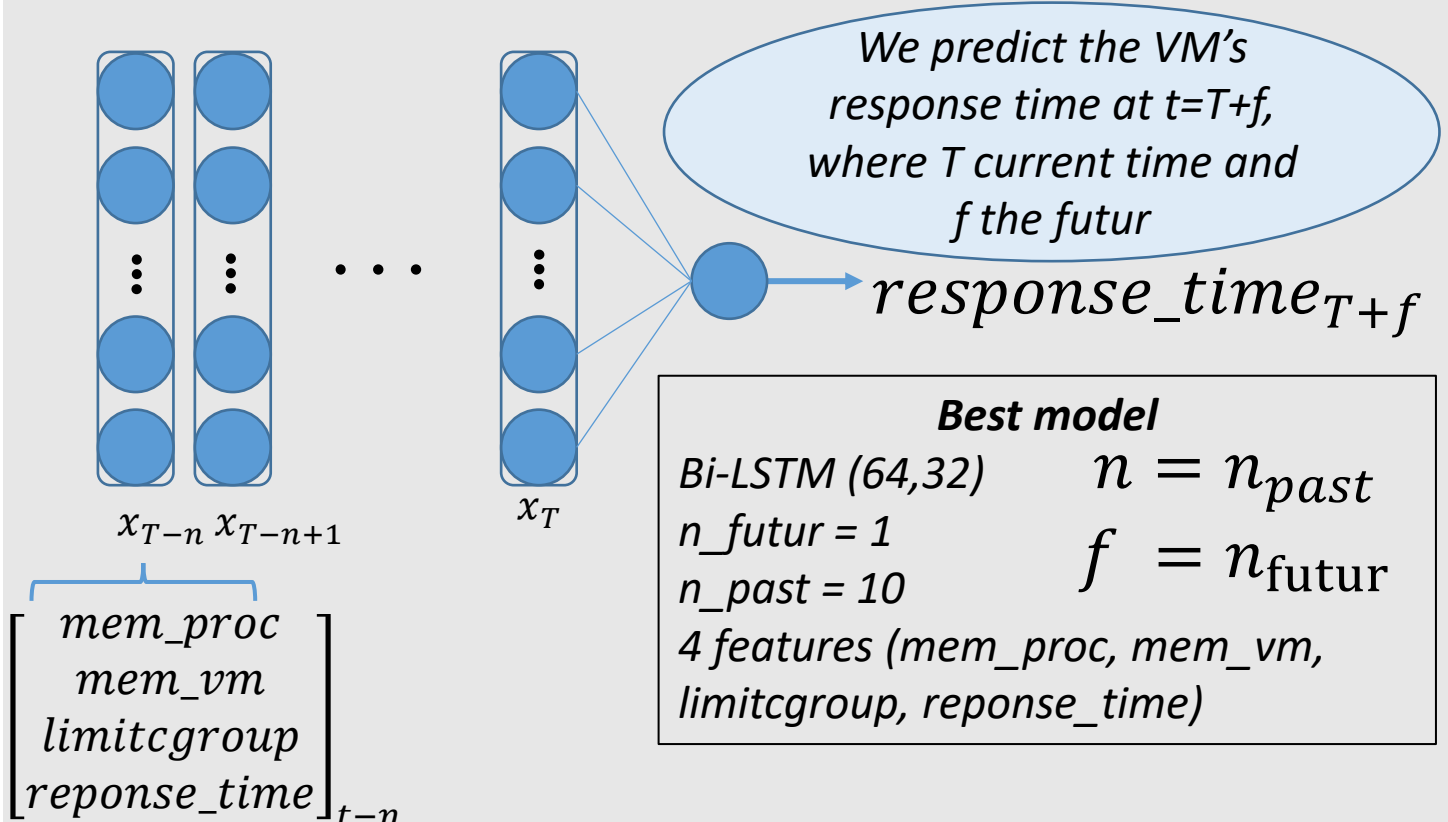 We predict the VM's
response time at t=T+f,
where T current time and
f the futur
. . .
response_time_{T+f}
x_{T−n} x_{T−n+1}
x_T
Best model
Bi-LSTM (64,32)
n_futur = 1
n_past = 10
4 features (mem_proc, mem_vm,
limitcgroup, reponse_time)
n = n_{past}
f = n_{futur}
[mem_proc
mem_vm
limitcgroup
reponse_time]_{t−n}